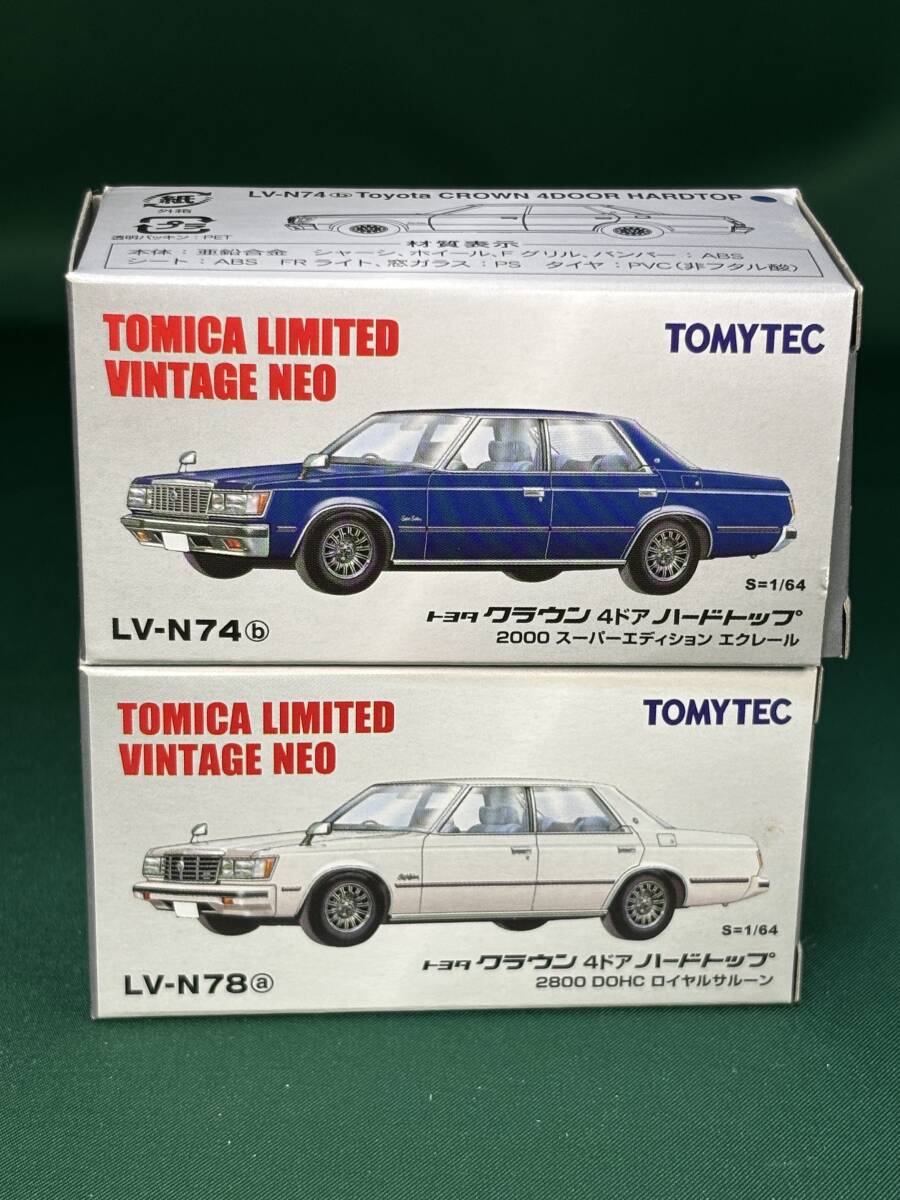 LV-N74ⓑToyota CROWN 4DOOR HARDTOP
紙
外箱
プラ
透明パッキン:PET
材質表示
本体:亜鉛合金 シャーシ、ホイール、Fグリル、バンパー:ABS
シート:ABS FRライト、窓ガラス:PS タイヤ:PVC(非フタル酸)
TOMICA LIMITED
VINTAGE NEO
TOMYTEC
S=1/64
LV-N74ⓑ
トヨタ クラウン 4ドア ハードトップ
2000 スーパーエディション エクレール
TOMICA LIMITED
VINTAGE NEO
TOMYTEC
S=1/64
LV-N78ⓐ
トヨタ クラウン 4ドア ハードトップ
2800 DOHC ロイヤルサルーン